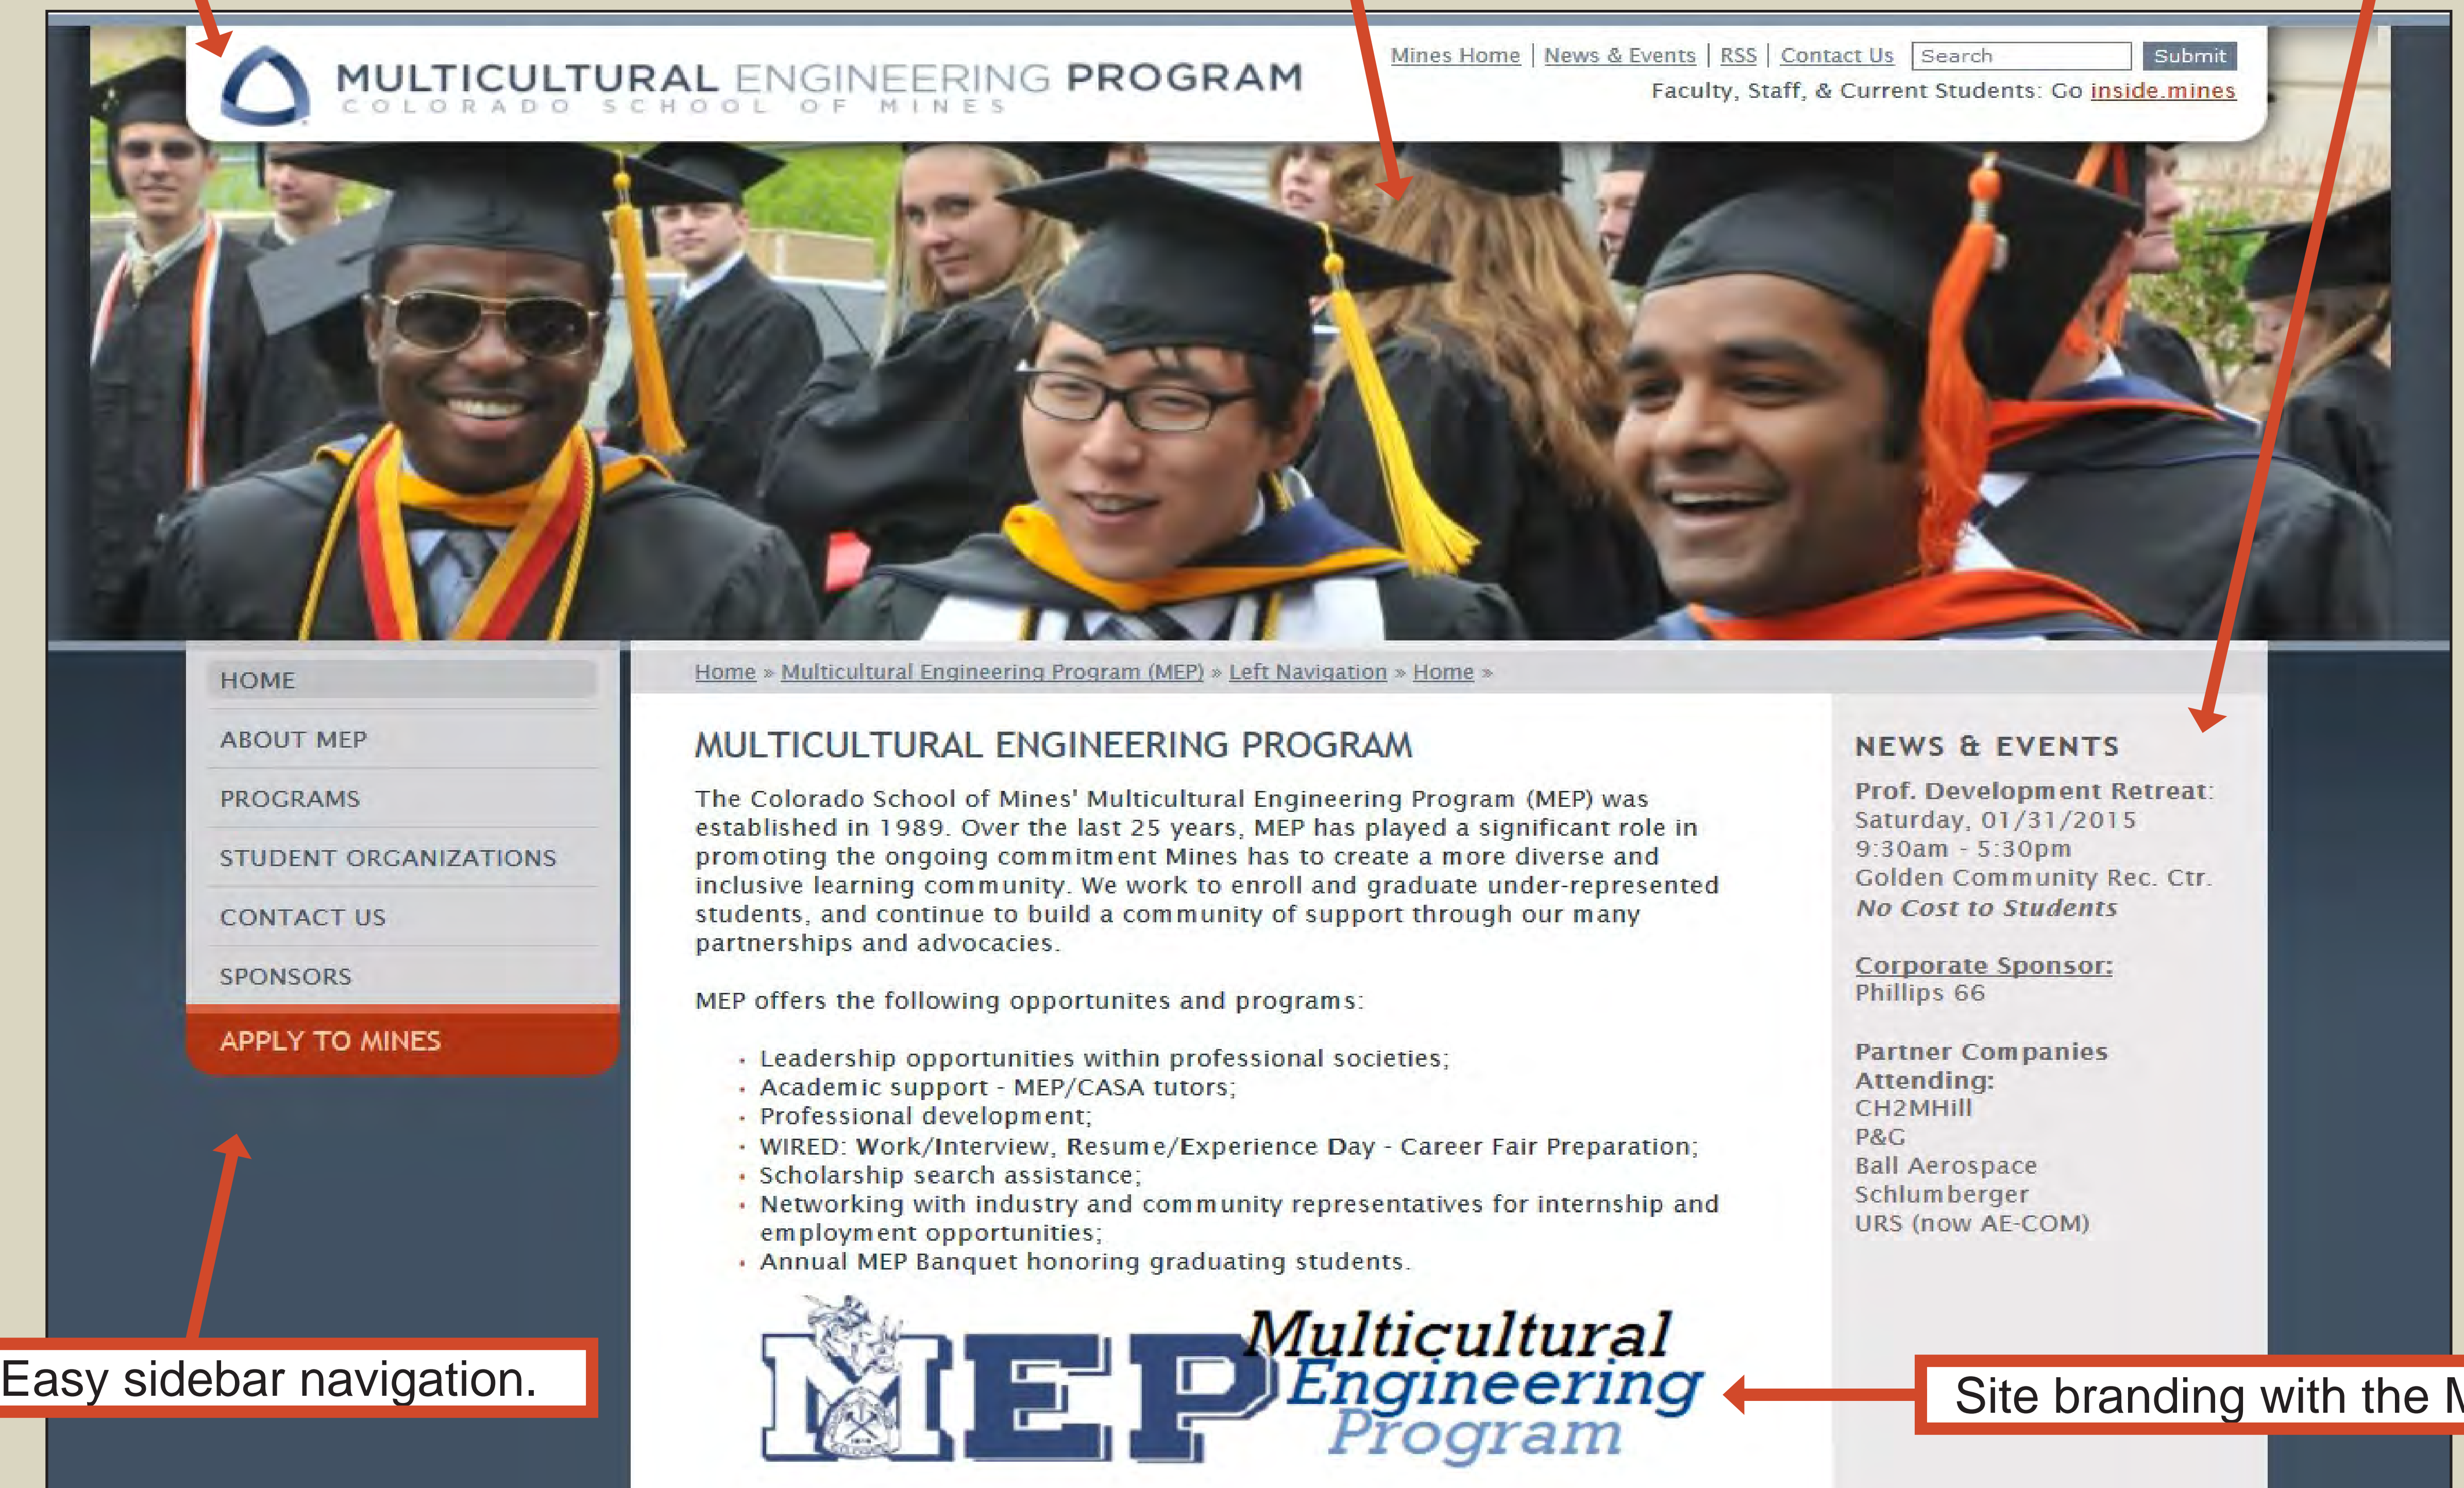 MULTICULTURAL ENGINEERING PROGRAM
COLORADO SCHOOL OF MINES
Mines Home | News & Events | RSS | Contact Us Search Submit
Faculty, Staff, & Current Students: Go inside.mines
HOME
ABOUT MEP
PROGRAMS
STUDENT ORGANIZATIONS
CONTACT US
SPONSORS
APPLY TO MINES
Home » Multicultural Engineering Program (MEP) » Left Navigation » Home »
MULTICULTURAL ENGINEERING PROGRAM
The Colorado School of Mines' Multicultural Engineering Program (MEP) was
established in 1989. Over the last 25 years, MEP has played a significant role in
promoting the ongoing commitment Mines has to create a more diverse and
inclusive learning community. We work to enroll and graduate under-represented
students, and continue to build a community of support through our many
partnerships and advocacies.
MEP offers the following opportunites and programs:
• Leadership opportunities within professional societies;
• Academic support - MEP/CASA tutors;
• Professional development;
• WIRED: Work/Interview, Resume/Experience Day - Career Fair Preparation;
• Scholarship search assistance;
• Networking with industry and community representatives for internship and
employment opportunities;
• Annual MEP Banquet honoring graduating students.
NEWS & EVENTS
Prof. Development Retreat:
Saturday, 01/31/2015
9:30am - 5:30pm
Golden Community Rec. Ctr.
No Cost to Students
Corporate Sponsor:
Phillips 66
Partner Companies
Attending:
CH2MHill
P&G
Ball Aerospace
Schlumberger
URS (now AE-COM)
Easy sidebar navigation.
MEP Multicultural
Engineering
Program
Site branding with the M